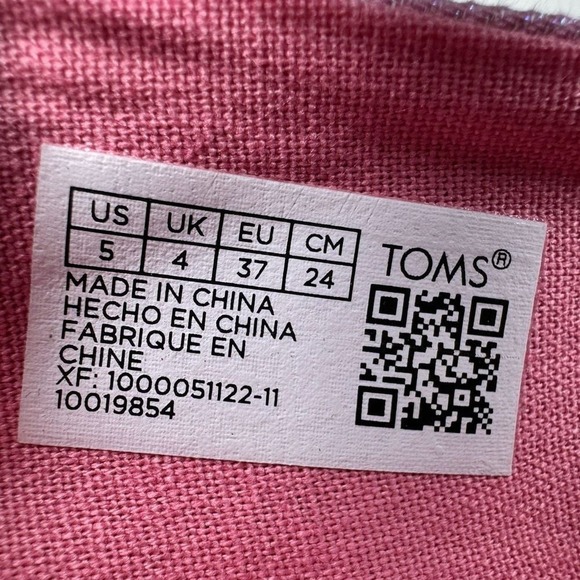 US UK EU CM
5 4 37 24
TOMS®
MADE IN CHINA
HECHO EN CHINA
FABRIQUE EN
CHINE
XF: 1000051122-11
10019854